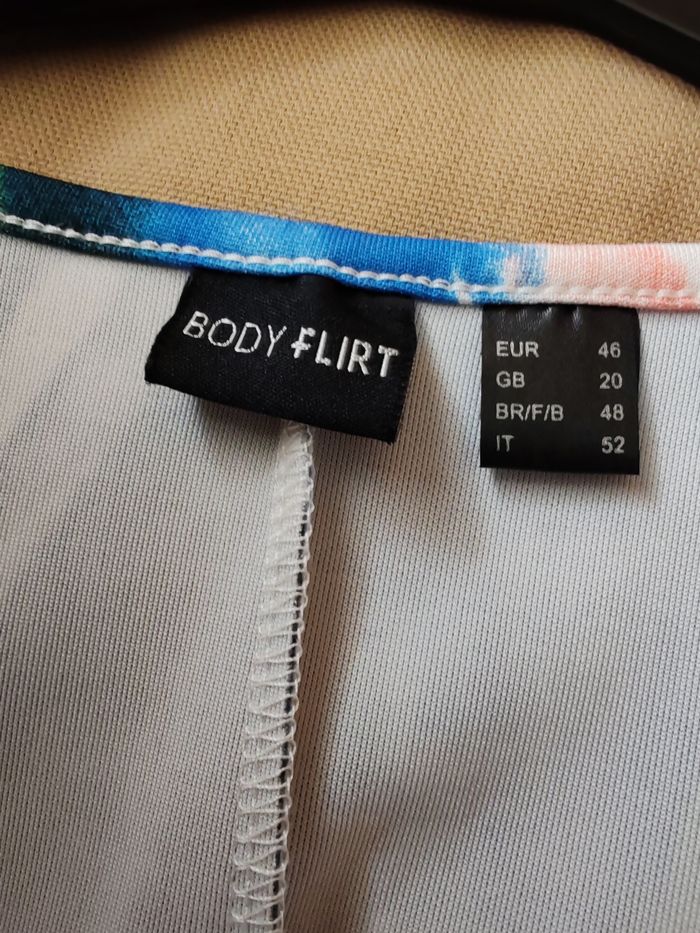 BODY FLIRT
EUR 46
GB 20
BR/F/B 48
IT 52